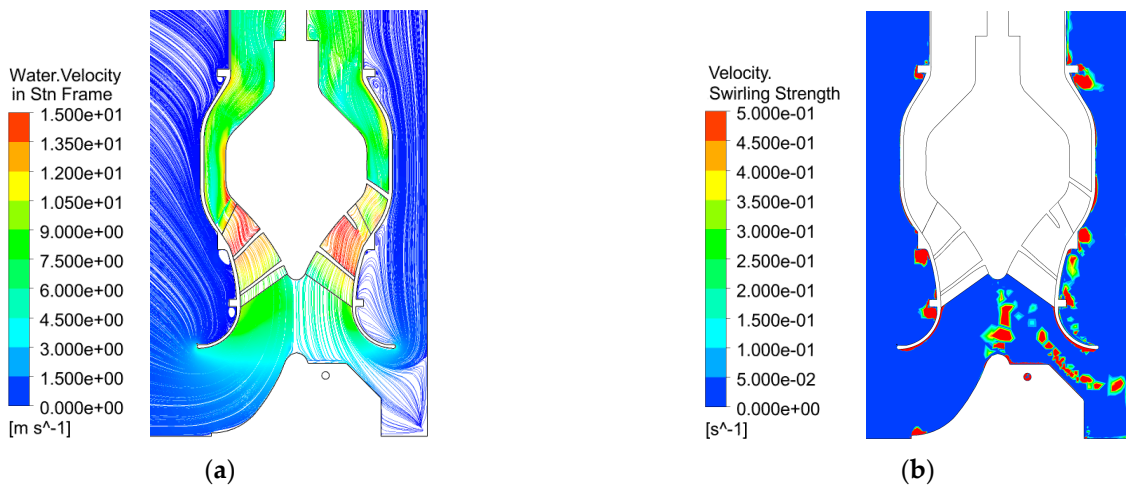 Water.Velocity
in Stn Frame
1.500e+01
1.350e+01
1.200e+01
1.050e+01
9.000e+00
7.500e+00
6.000e+00
4.500e+00
3.000e+00
1.500e+00
0.000e+00
[m s^-1]
(a)
Velocity.
Swirling Strength
5.000e-01
4.500e-01
4.000e-01
3.500e-01
3.000e-01
2.500e-01
2.000e-01
1.500e-01
1.000e-01
5.000e-02
0.000e+00
[s^-1]
(b)